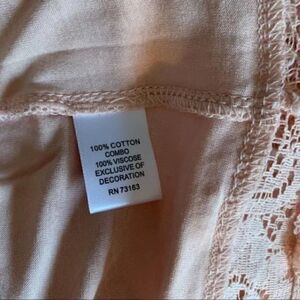 100% COTTON
COMBO
100% VISCOSE
EXCLUSIVE OF
DECORATION
RN 73163